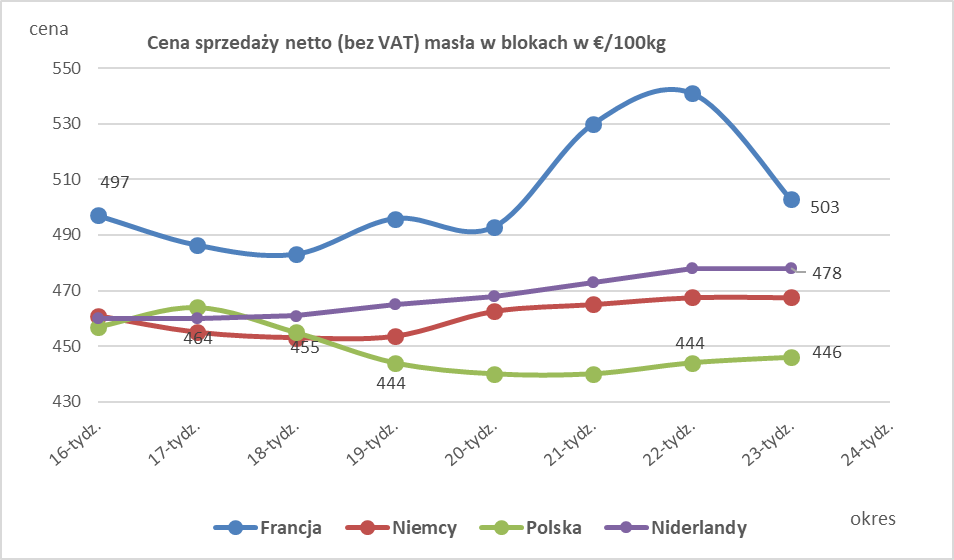 cena
Cena sprzedaży netto (bez VAT) masła w blokach w €/100kg
550
530
510
490
470
450
430
497
503
478
464
455
444
444
446
16-tydz.
17-tydz.
18-tydz.
19-tydz.
20-tydz.
21-tydz.
22-tydz.
23-tydz.
24-tydz.
okres
Francja Niemcy Polska Niderlandy